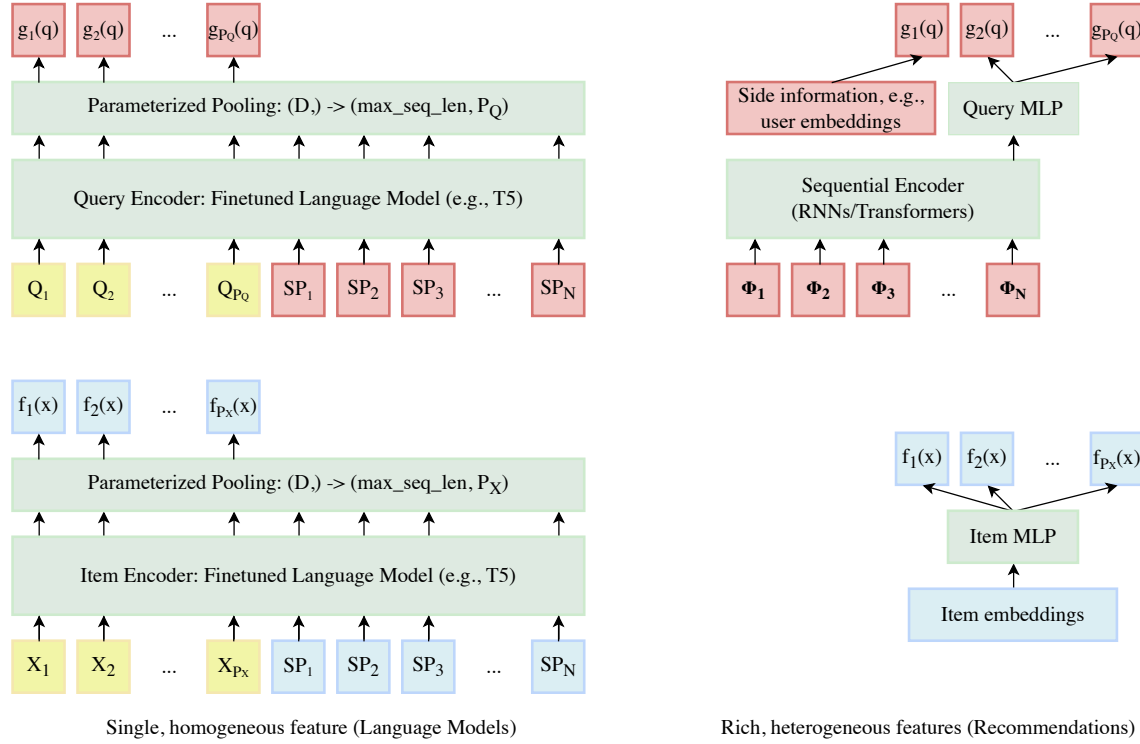 g1(q) g2(q) ... gPQ(q)
Parameterized Pooling: (D,) -> (max_seq_len, PQ)
Query Encoder: Finetuned Language Model (e.g., T5)
Q1 Q2 ... QPQ SP1 SP2 SP3 ... SPN
g1(q) g2(q) ... gPQ(q)
Side information, e.g.,
user embeddings
Query MLP
Sequential Encoder
(RNNs/Transformers)
Φ1 Φ2 Φ3 ... ΦN
f1(x) f2(x) ... fPX(x)
Parameterized Pooling: (D,) -> (max_seq_len, PX)
Item Encoder: Finetuned Language Model (e.g., T5)
X1 X2 ... XPX SP1 SP2 SP3 ... SPN
f1(x) f2(x) ... fPX(x)
Item MLP
Item embeddings
Single, homogeneous feature (Language Models)
Rich, heterogeneous features (Recommendations)